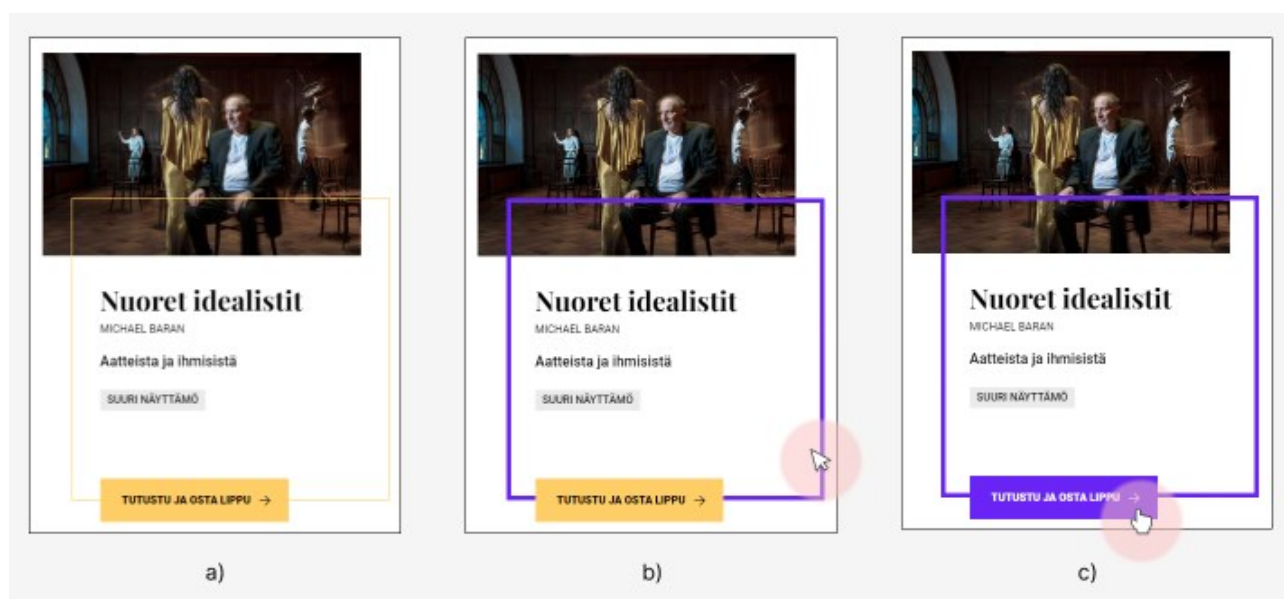 Nuoret idealistit
MICHAEL BARAN
Aatteista ja ihmisistä
SUURI NÄYTTÄMÖ
TUTUSTU JA OSTA LIPPU →
a)
Nuoret idealistit
MICHAEL BARAN
Aatteista ja ihmisistä
SUURI NÄYTTÄMÖ
TUTUSTU JA OSTA LIPPU →
b)
Nuoret idealistit
MICHAEL BARAN
Aatteista ja ihmisistä
SUURI NÄYTTÄMÖ
TUTUSTU JA OSTA LIPPU →
c)